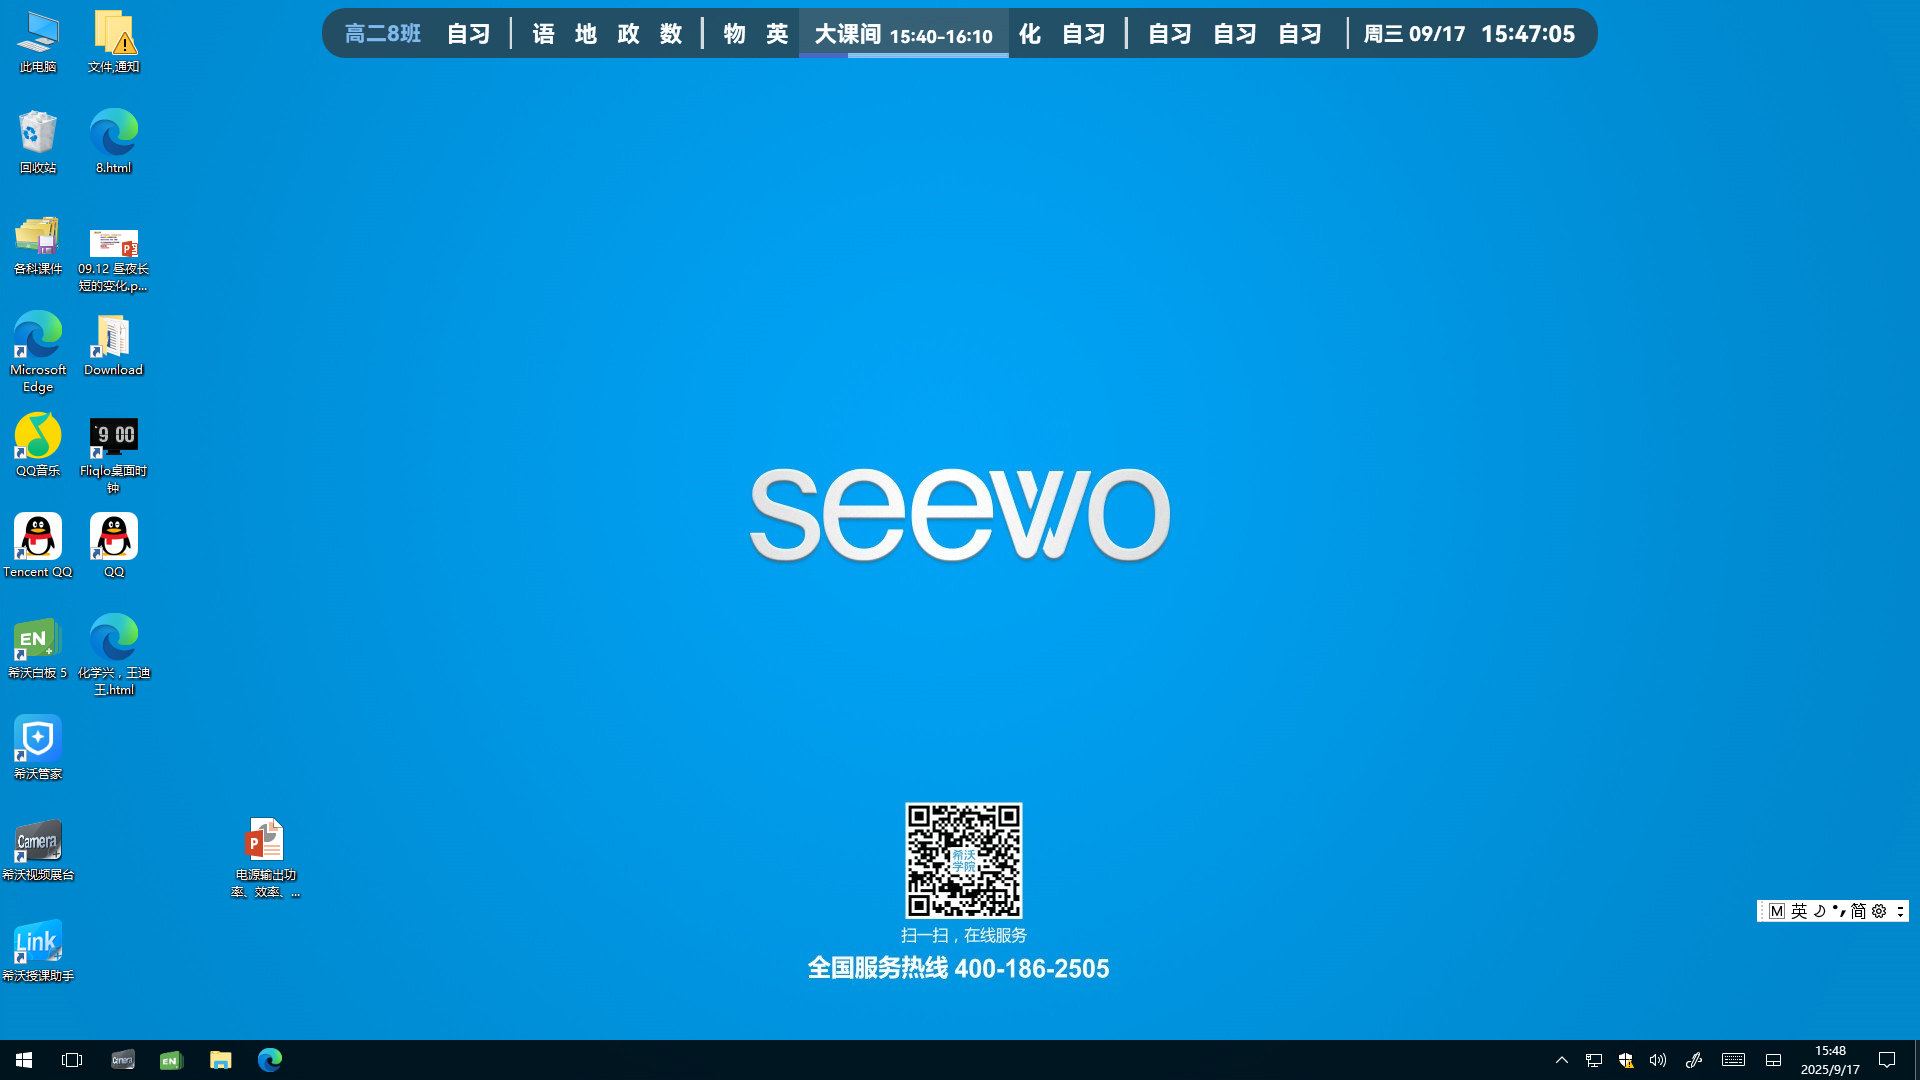 高二8班 自习 | 语 地 政 数 | 物 英 大课间 15:40-16:10 化 自习 | 自习 自习 自习 | 周三 09/17 15:47:05
此电脑
文件,通知
回收站
8.html
各科课件
09.12 昼夜长
短的变化.p...
Microsoft
Edge
Download
QQ音乐
9 00
Fliqlo桌面时
钟
Tencent QQ
QQ
EN
希沃白板 5
化学兴，王迪
王.html
希沃管家
Camera
希沃视频展台
电源输出功
率、效率、...
Link
希沃授课助手
seewo
希沃
学院
扫一扫，在线服务
全国服务热线 400-186-2505
M 英 简
Camera
EN
15:48
2025/9/17